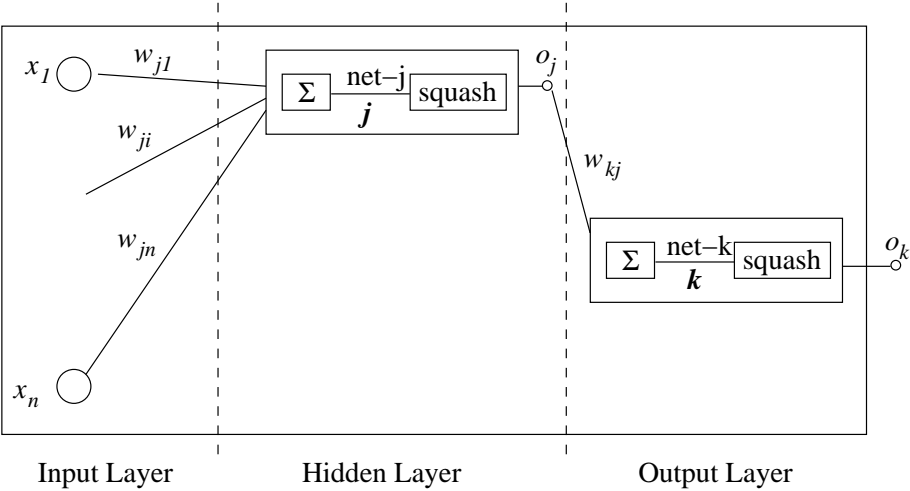 x1 wj1 net−j oj
Σ squash
j
wji
wkj
wjn
net−k ok
Σ squash
k
xn
Input Layer Hidden Layer Output Layer